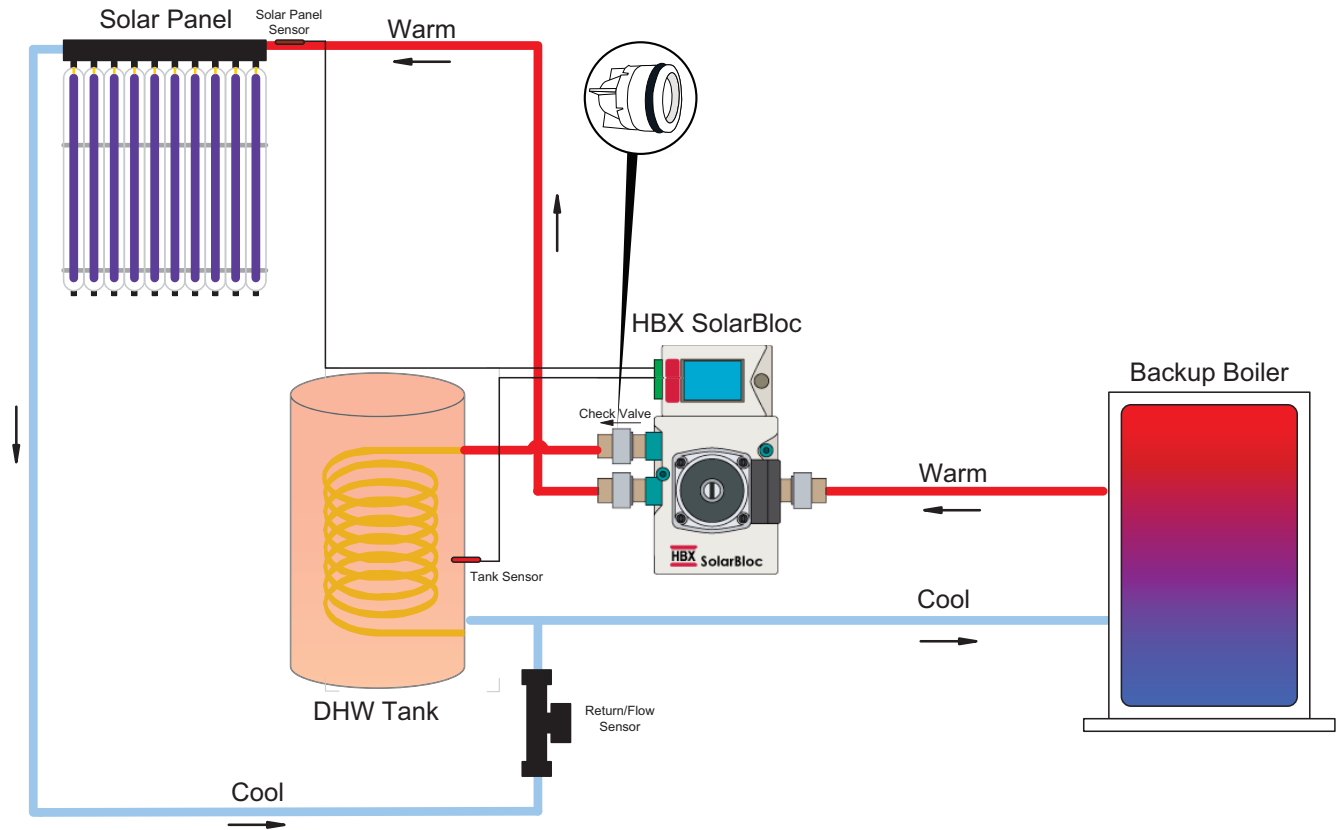 Solar Panel
Solar Panel
Sensor
Warm
HBX SolarBloc
Backup Boiler
Check Valve
Warm
HBX SolarBloc
Tank Sensor
Cool
DHW Tank
Return/Flow
Sensor
Cool